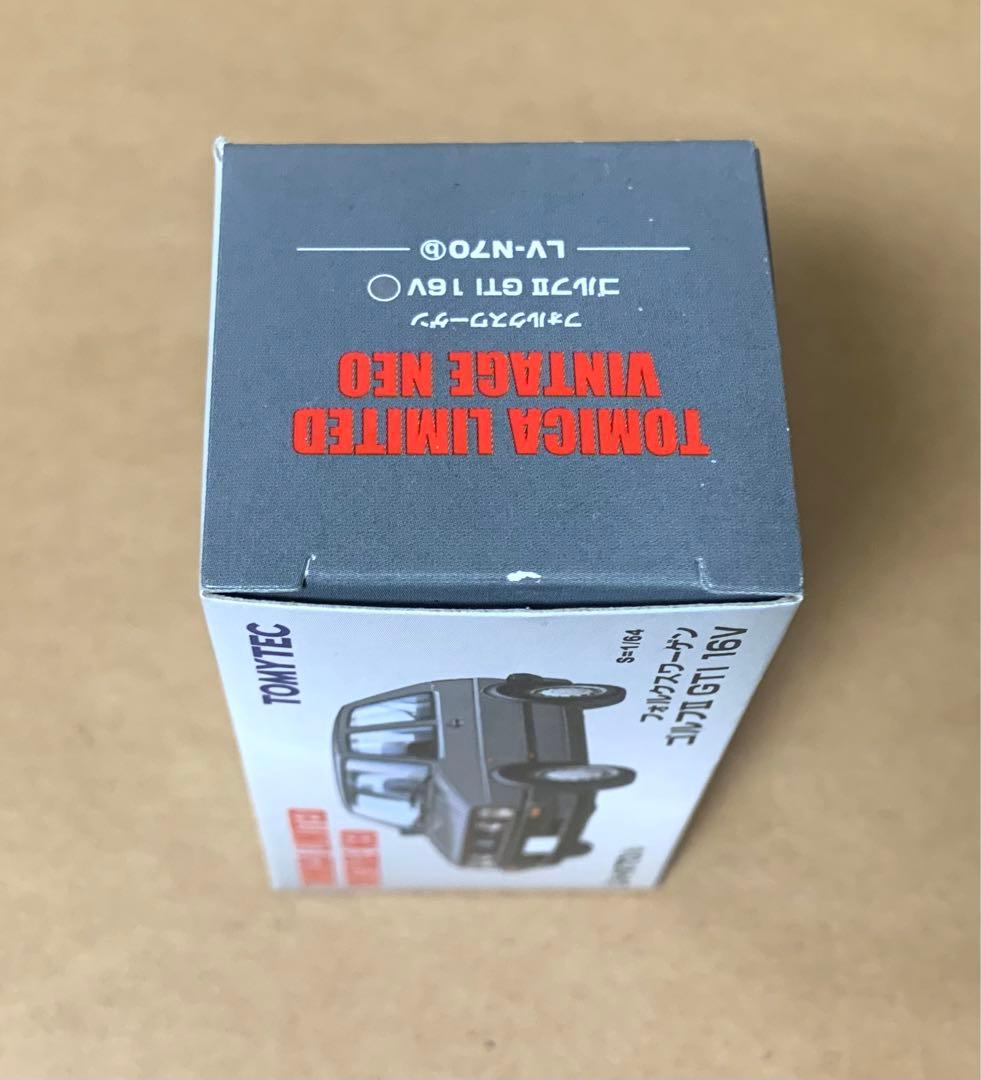 TOMICA LIMITED
VINTAGE NEO
フォルクスワーゲン
ゴルフⅡ GTI 16V
LV-N70ⓑ
TOMYTEC
S=1/64
フォルクスワーゲン
ゴルフⅡ GTI 16V